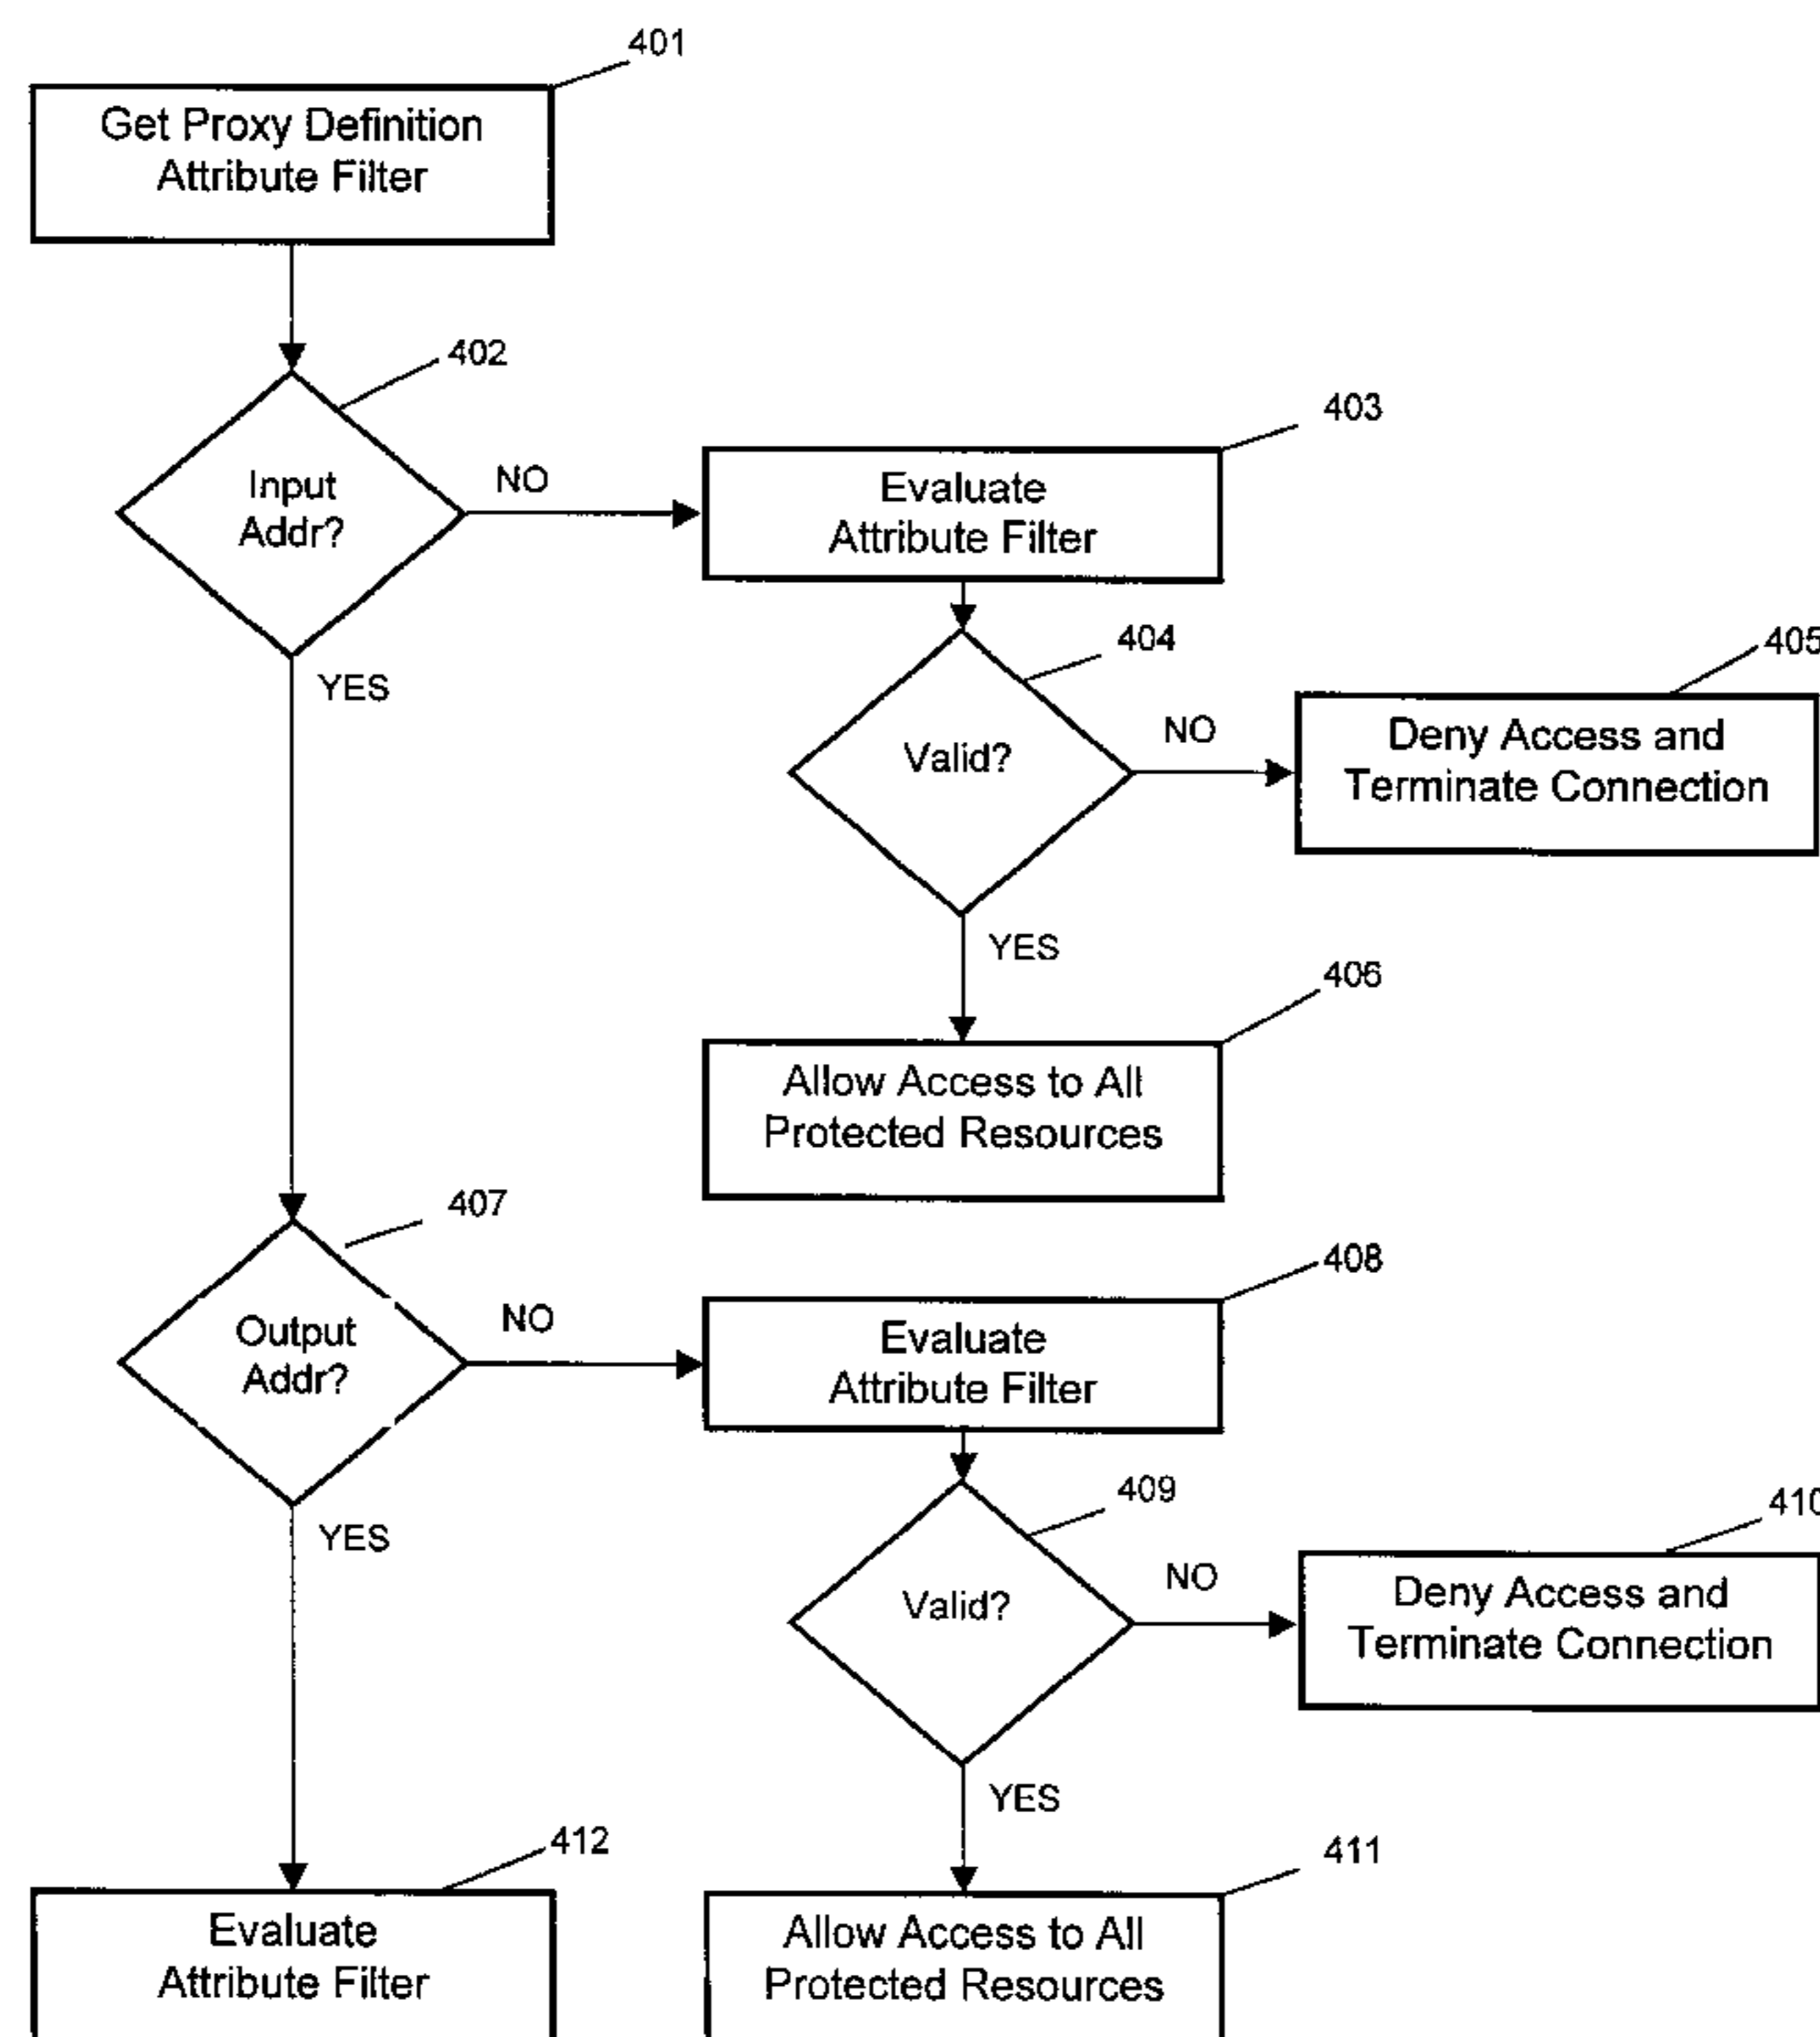 401
Get Proxy Definition
Attribute Filter
402
Input
Addr?
NO
YES
403
Evaluate
Attribute Filter
404
Valid?
NO
YES
405
Deny Access and
Terminate Connection
406
Allow Access to All
Protected Resources
407
Output
Addr?
NO
YES
408
Evaluate
Attribute Filter
409
Valid?
NO
YES
410
Deny Access and
Terminate Connection
411
Allow Access to All
Protected Resources
412
Evaluate
Attribute Filter